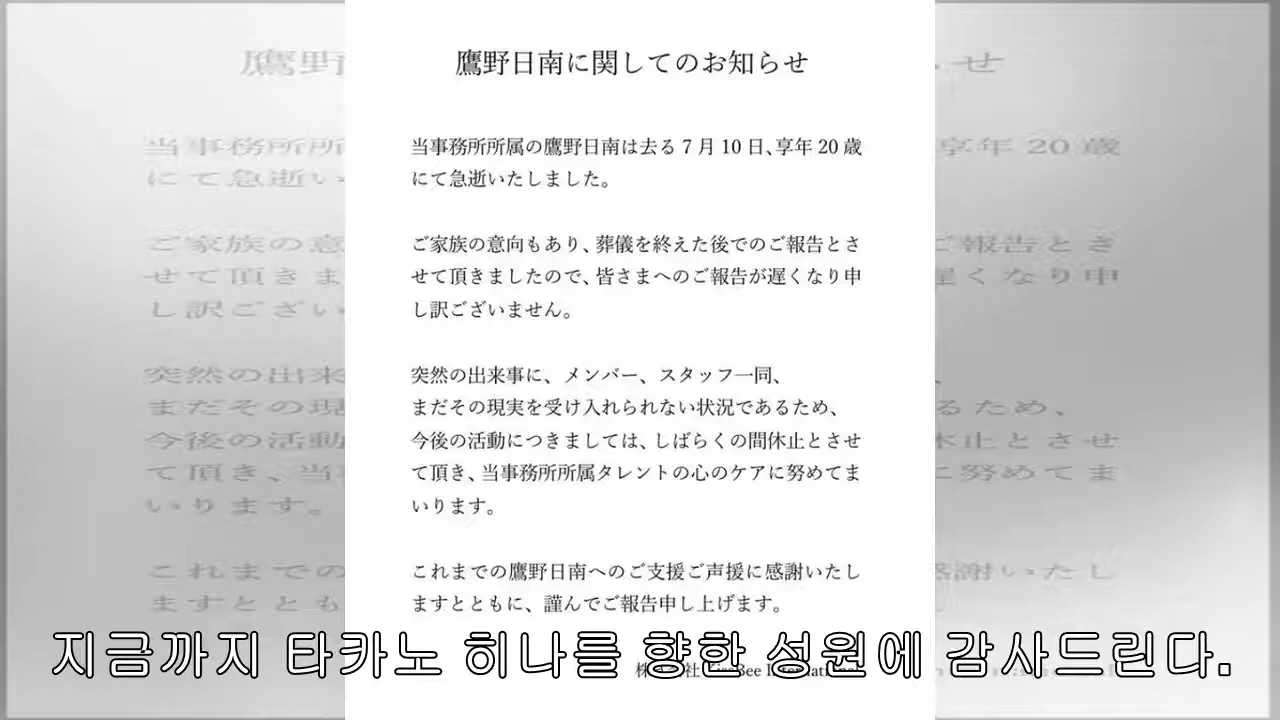 鷹野日南に関してのお知らせ
当事務所所属の鷹野日南は去る7月10日、享年20歳
にて急逝いたしました。
ご家族の意向もあり、葬儀を終えた後でのご報告とさ
せて頂きましたので、皆さまへのご報告が遅くなり申
し訳ございません。
突然の出来事に、メンバー、スタッフ一同、
まだその現実を受け入れられない状況であるため、
今後の活動につきましては、しばらくの間休止とさせ
て頂き、当事務所所属タレントの心のケアに努めてま
いります。
これまでの鷹野日南へのご支援ご声援に感謝いたし
ますとともに、謹んでご報告申し上げます。
지금까지 타카노 히나를 향한 성원에 감사드린다.